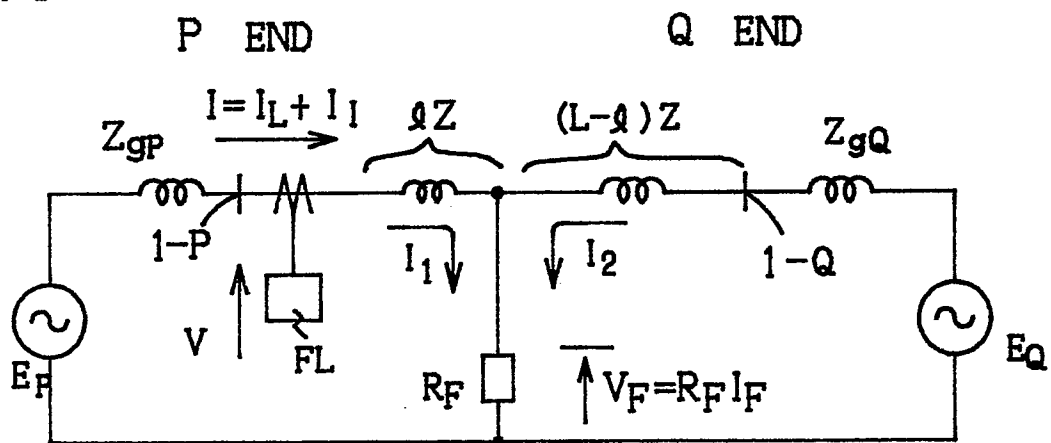 P END
Q END
I=I_L+ I_I
ℓZ
(L-ℓ)Z
Z_gP
Z_gQ
1-P
I_1
I_2
1-Q
V
FL
E_P
R_F
V_F=R_F I_F
E_Q